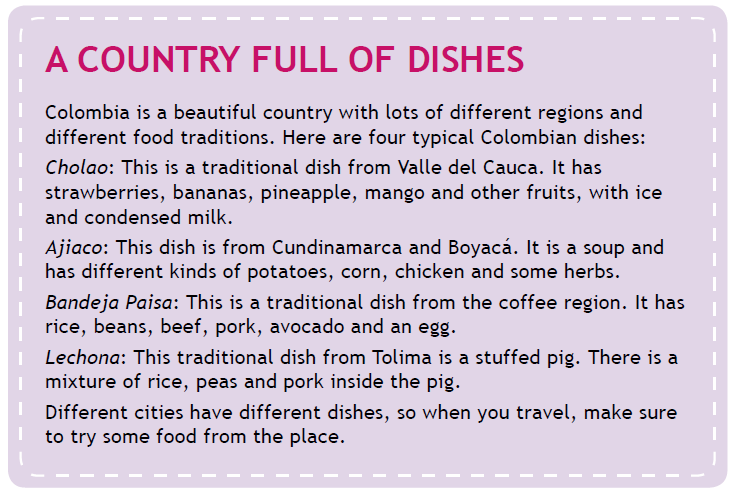 A COUNTRY FULL OF DISHES
Colombia is a beautiful country with lots of different regions and
different food traditions. Here are four typical Colombian dishes:
Cholao: This is a traditional dish from Valle del Cauca. It has
strawberries, bananas, pineapple, mango and other fruits, with ice
and condensed milk.
Ajiaco: This dish is from Cundinamarca and Boyacá. It is a soup and
has different kinds of potatoes, corn, chicken and some herbs.
Bandeja Paisa: This is a traditional dish from the coffee region. It has
rice, beans, beef, pork, avocado and an egg.
Lechona: This traditional dish from Tolima is a stuffed pig. There is a
mixture of rice, peas and pork inside the pig.
Different cities have different dishes, so when you travel, make sure
to try some food from the place.